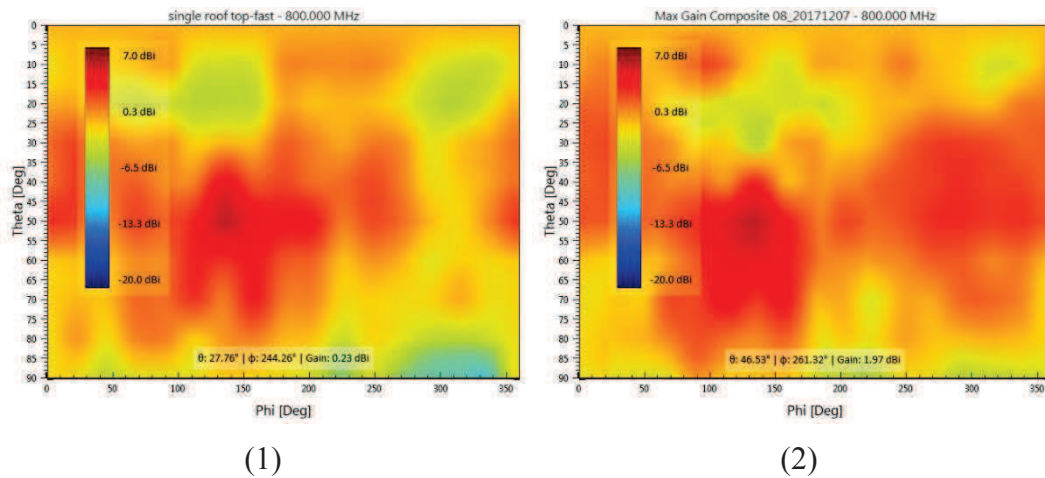 single roof top-fast - 800.000 MHz
0
5
10
15
20
25
30
35
40
45
50
55
60
65
70
75
80
85
90
Theta [Deg]
7.0 dBi
0.3 dBi
-6.5 dBi
-13.3 dBi
-20.0 dBi
θ: 27.76° | ϕ: 244.26° | Gain: 0.23 dBi
0 50 100 150 200 250 300 350
Phi [Deg]
(1)
Max Gain Composite 08_20171207 - 800.000 MHz
0
5
10
15
20
25
30
35
40
45
50
55
60
65
70
75
80
85
90
Theta [Deg]
7.0 dBi
0.3 dBi
-6.5 dBi
-13.3 dBi
-20.0 dBi
θ: 46.53° | ϕ: 261.32° | Gain: 1.97 dBi
0 50 100 150 200 250 300 350
Phi [Deg]
(2)